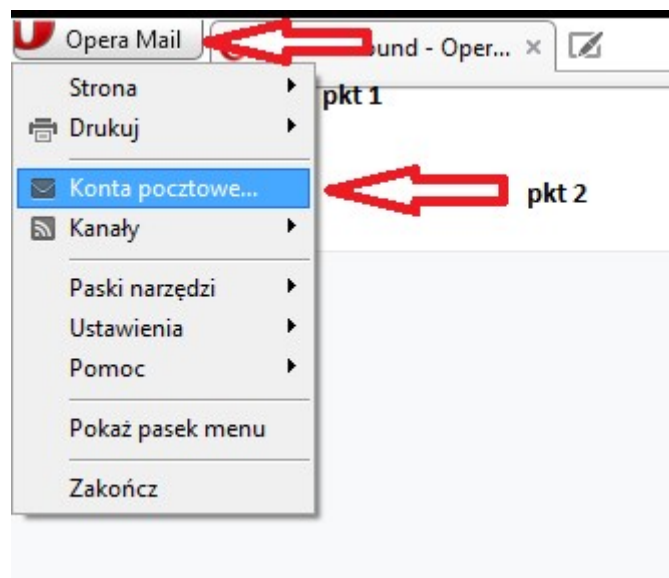 Opera Mail
und - Oper...
pkt 1
Strona
Drukuj
Konta pocztowe...
pkt 2
Kanały
Paski narzędzi
Ustawienia
Pomoc
Pokaż pasek menu
Zakończ